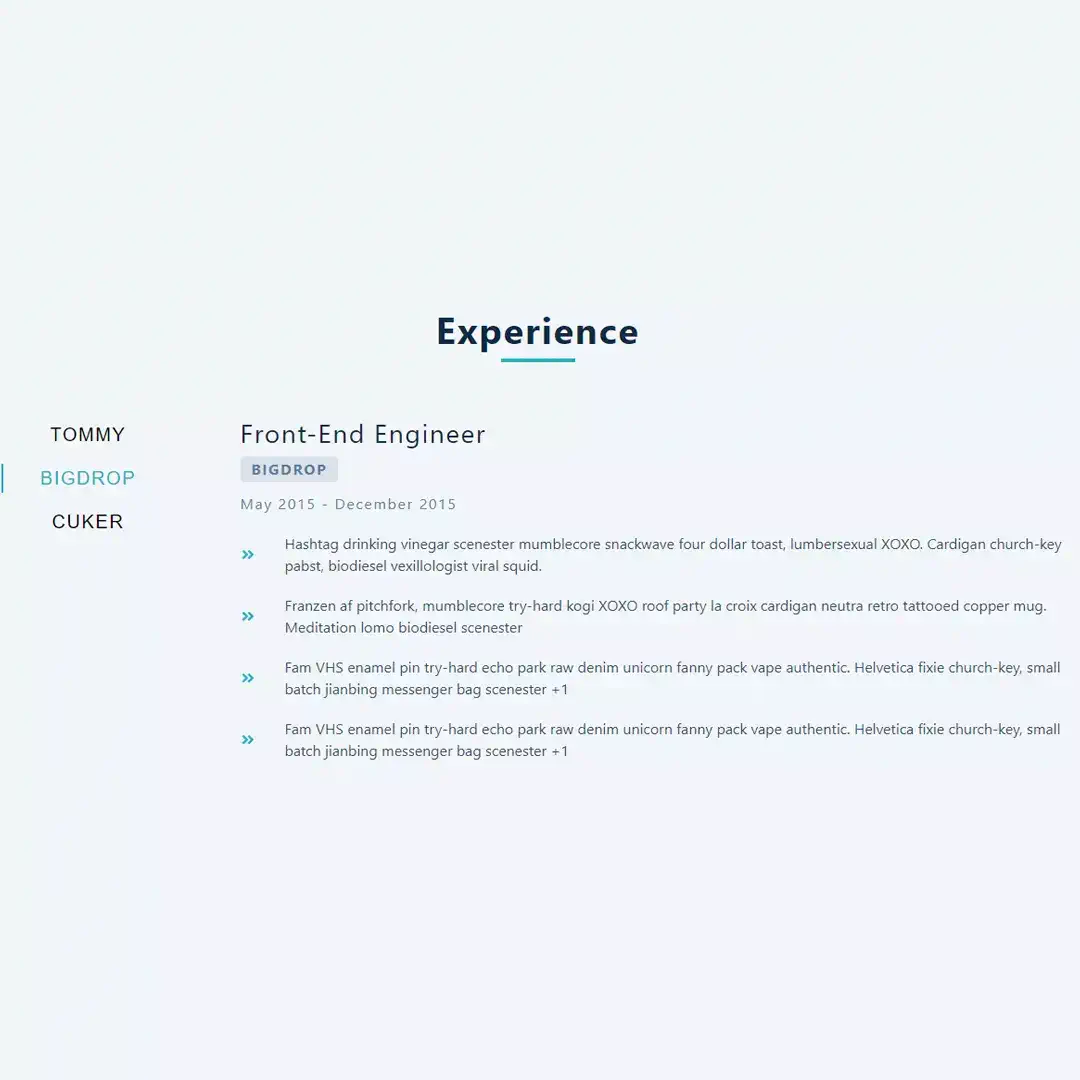 Experience
TOMMY
BIGDROP
CUKER
Front-End Engineer
BIGDROP
May 2015 - December 2015
Hashtag drinking vinegar scenester mumblecore snackwave four dollar toast, lumbersexual XOXO. Cardigan church-key
pabst, biodiesel vexillologist viral squid.
Franzen af pitchfork, mumblecore try-hard kogi XOXO roof party la croix cardigan neutra retro tattooed copper mug.
Meditation lomo biodiesel scenester
Fam VHS enamel pin try-hard echo park raw denim unicorn fanny pack vape authentic. Helvetica fixie church-key, small
batch jianbing messenger bag scenester +1
Fam VHS enamel pin try-hard echo park raw denim unicorn fanny pack vape authentic. Helvetica fixie church-key, small
batch jianbing messenger bag scenester +1